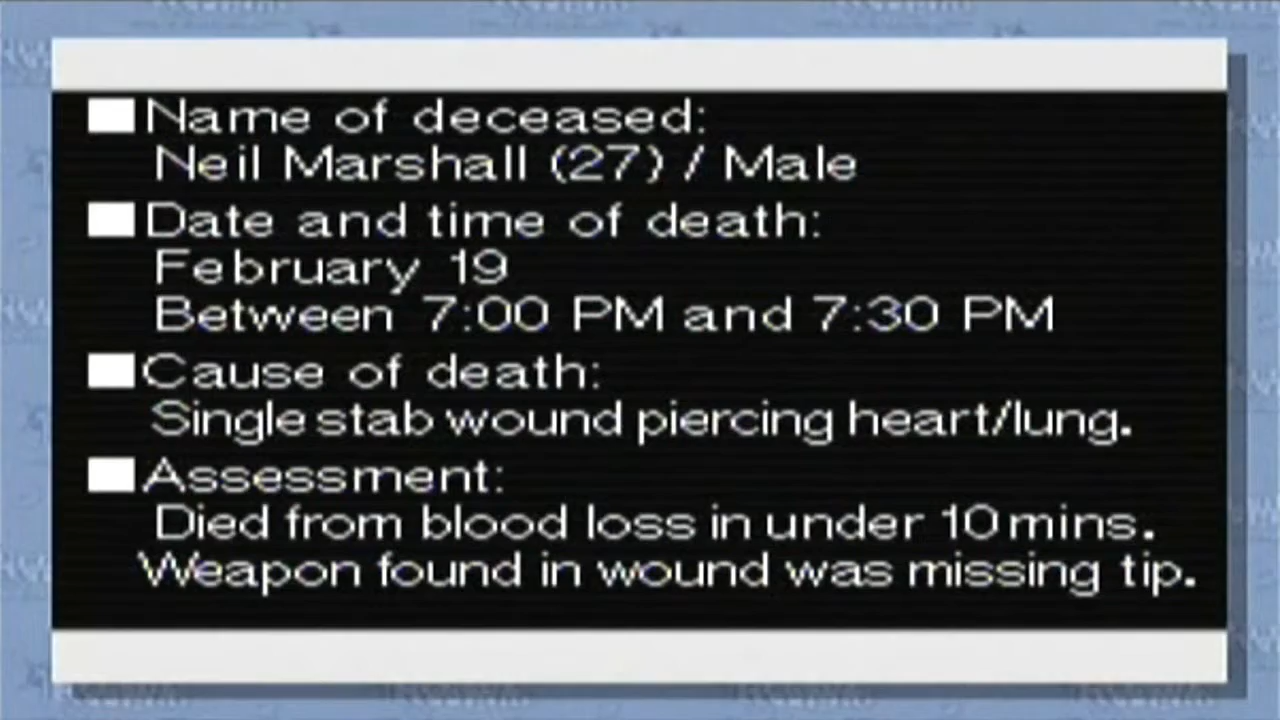 Name of deceased:
Neil Marshall (27) / Male
Date and time of death:
February 19
Between 7:00 PM and 7:30 PM
Cause of death:
Single stab wound piercing heart/lung.
Assessment:
Died from blood loss in under 10 mins.
Weapon found in wound was missing tip.